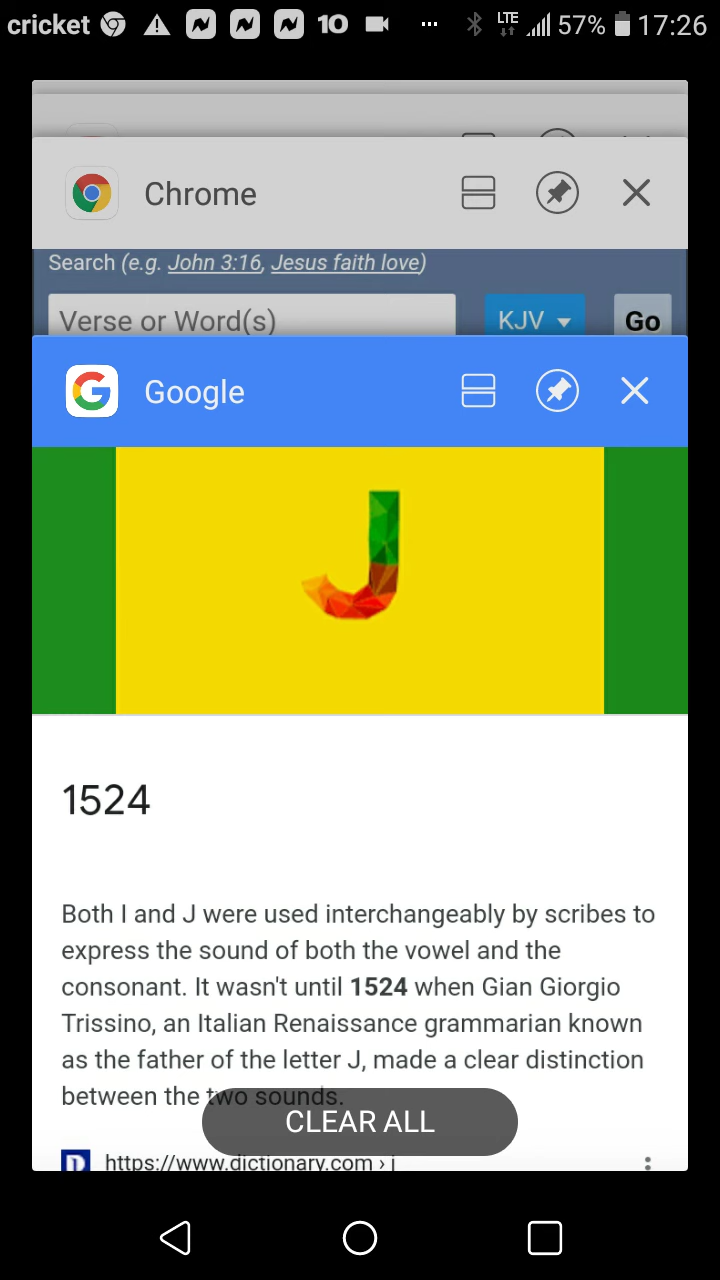 cricket 10 ... LTE 57% 17:26
Chrome
Search (e.g. John 3:16, Jesus faith love)
Verse or Word(s) KJV Go
Google
J
1524
Both I and J were used interchangeably by scribes to
express the sound of both the vowel and the
consonant. It wasn't until 1524 when Gian Giorgio
Trissino, an Italian Renaissance grammarian known
as the father of the letter J, made a clear distinction
between the two sounds.
CLEAR ALL
https://www.dictionary.com › j